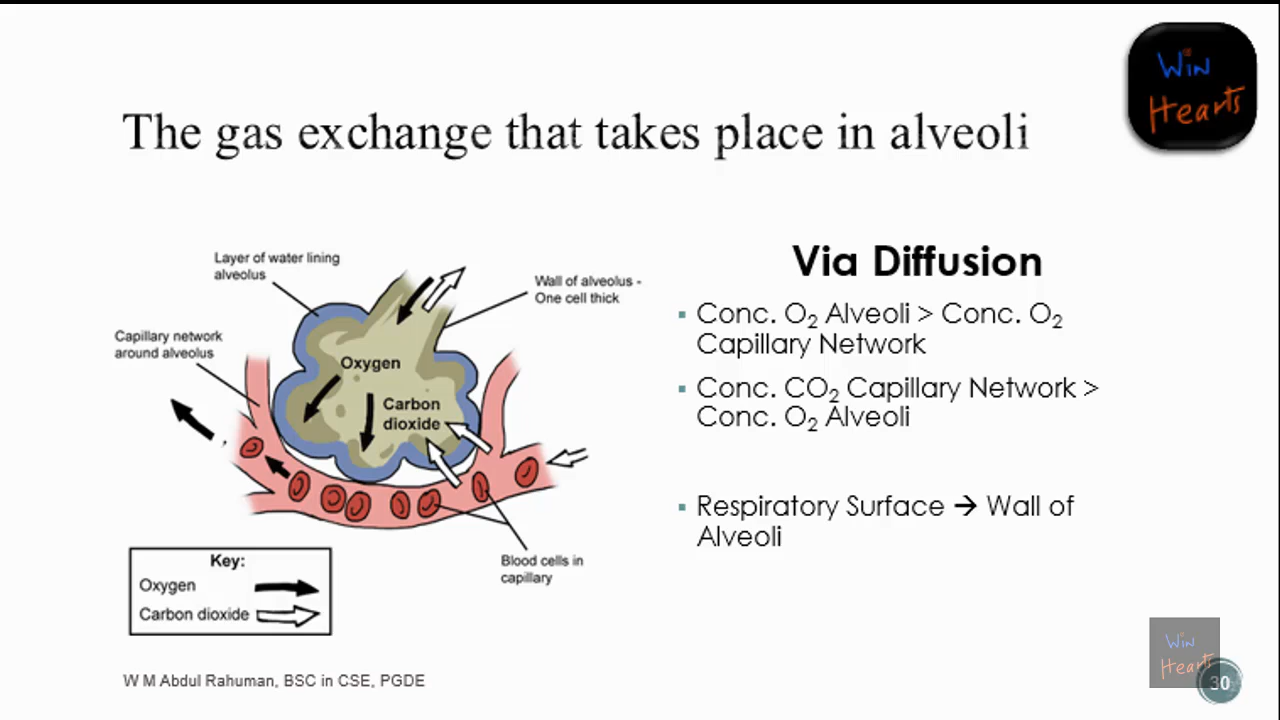 Win
Hearts
The gas exchange that takes place in alveoli
Layer of water lining
alveolus
Wall of alveolus -
One cell thick
Capillary network
around alveolus
Oxygen
Carbon
dioxide
Blood cells in
capillary
Key:
Oxygen
Carbon dioxide
Via Diffusion
▪ Conc. O₂ Alveoli > Conc. O₂
Capillary Network
▪ Conc. CO₂ Capillary Network >
Conc. O₂ Alveoli
▪ Respiratory Surface → Wall of
Alveoli
W M Abdul Rahuman, BSC in CSE, PGDE
Win
Hearts
30